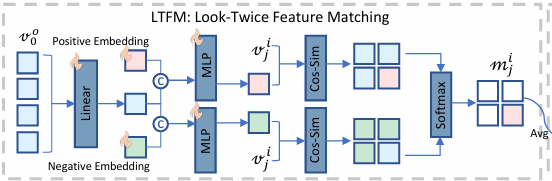 LTFM: Look-Twice Feature Matching
v_0^o
Positive Embedding
Linear
Negative Embedding
C
C
MLP
MLP
v_j^i
v_j^i
Cos-Sim
Cos-Sim
Softmax
m_j^i
Avg